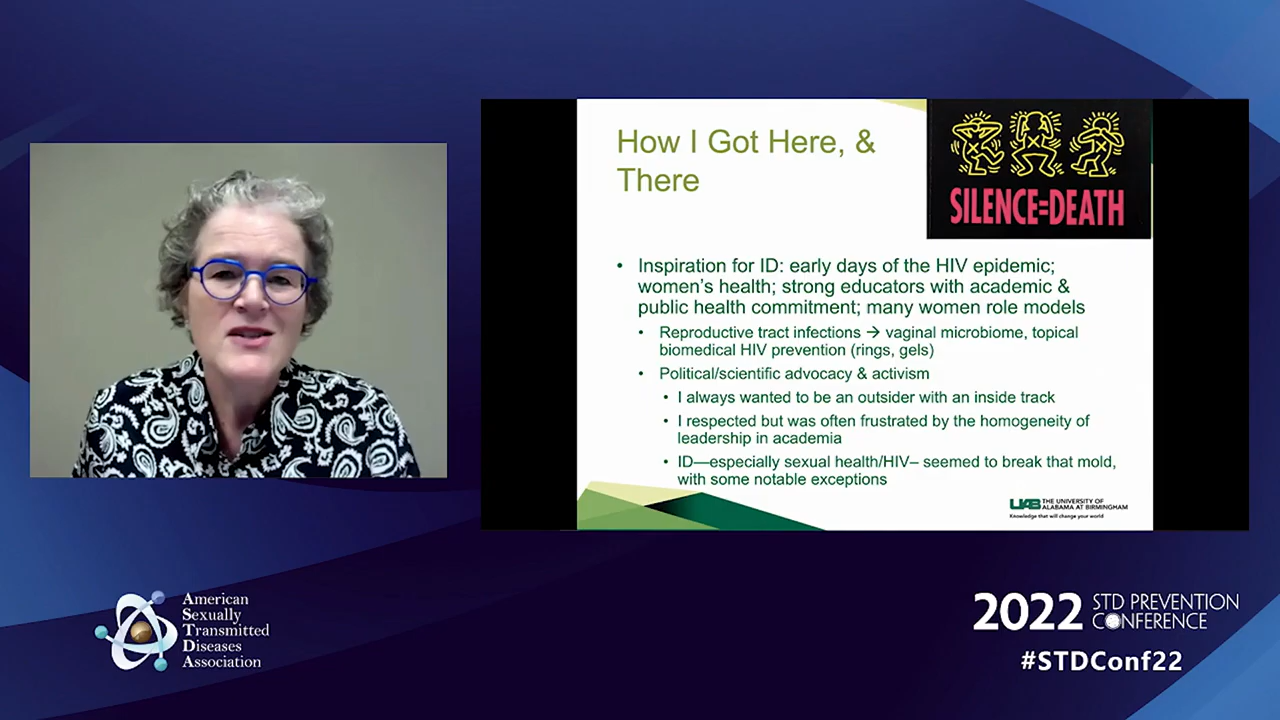 How I Got Here, &
There
SILENCE=DEATH
• Inspiration for ID: early days of the HIV epidemic;
women's health; strong educators with academic &
public health commitment; many women role models
• Reproductive tract infections → vaginal microbiome, topical
biomedical HIV prevention (rings, gels)
• Political/scientific advocacy & activism
• I always wanted to be an outsider with an inside track
• I respected but was often frustrated by the homogeneity of
leadership in academia
• ID—especially sexual health/HIV– seemed to break that mold,
with some notable exceptions
UAB THE UNIVERSITY OF
ALABAMA AT BIRMINGHAM
Knowledge that will change your world
American
Sexually
Transmitted
Diseases
Association
2022 STD PREVENTION
CONFERENCE
#STDConf22